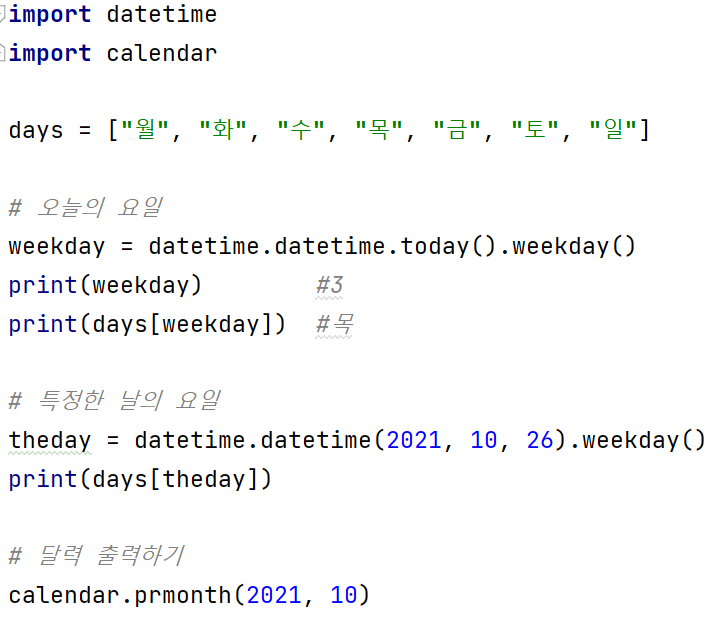 import datetime
import calendar
days = ["월", "화", "수", "목", "금", "토", "일"]
# 오늘의 요일
weekday = datetime.datetime.today().weekday()
print(weekday)        #3
print(days[weekday])  #목
# 특정한 날의 요일
theday = datetime.datetime(2021, 10, 26).weekday()
print(days[theday])
# 달력 출력하기
calendar.prmonth(2021, 10)